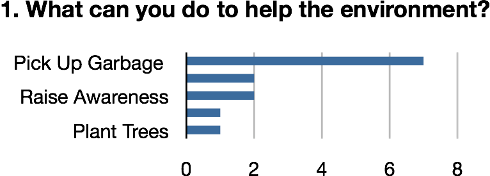 1. What can you do to help the environment?
Pick Up Garbage
Raise Awareness
Plant Trees
0 2 4 6 8